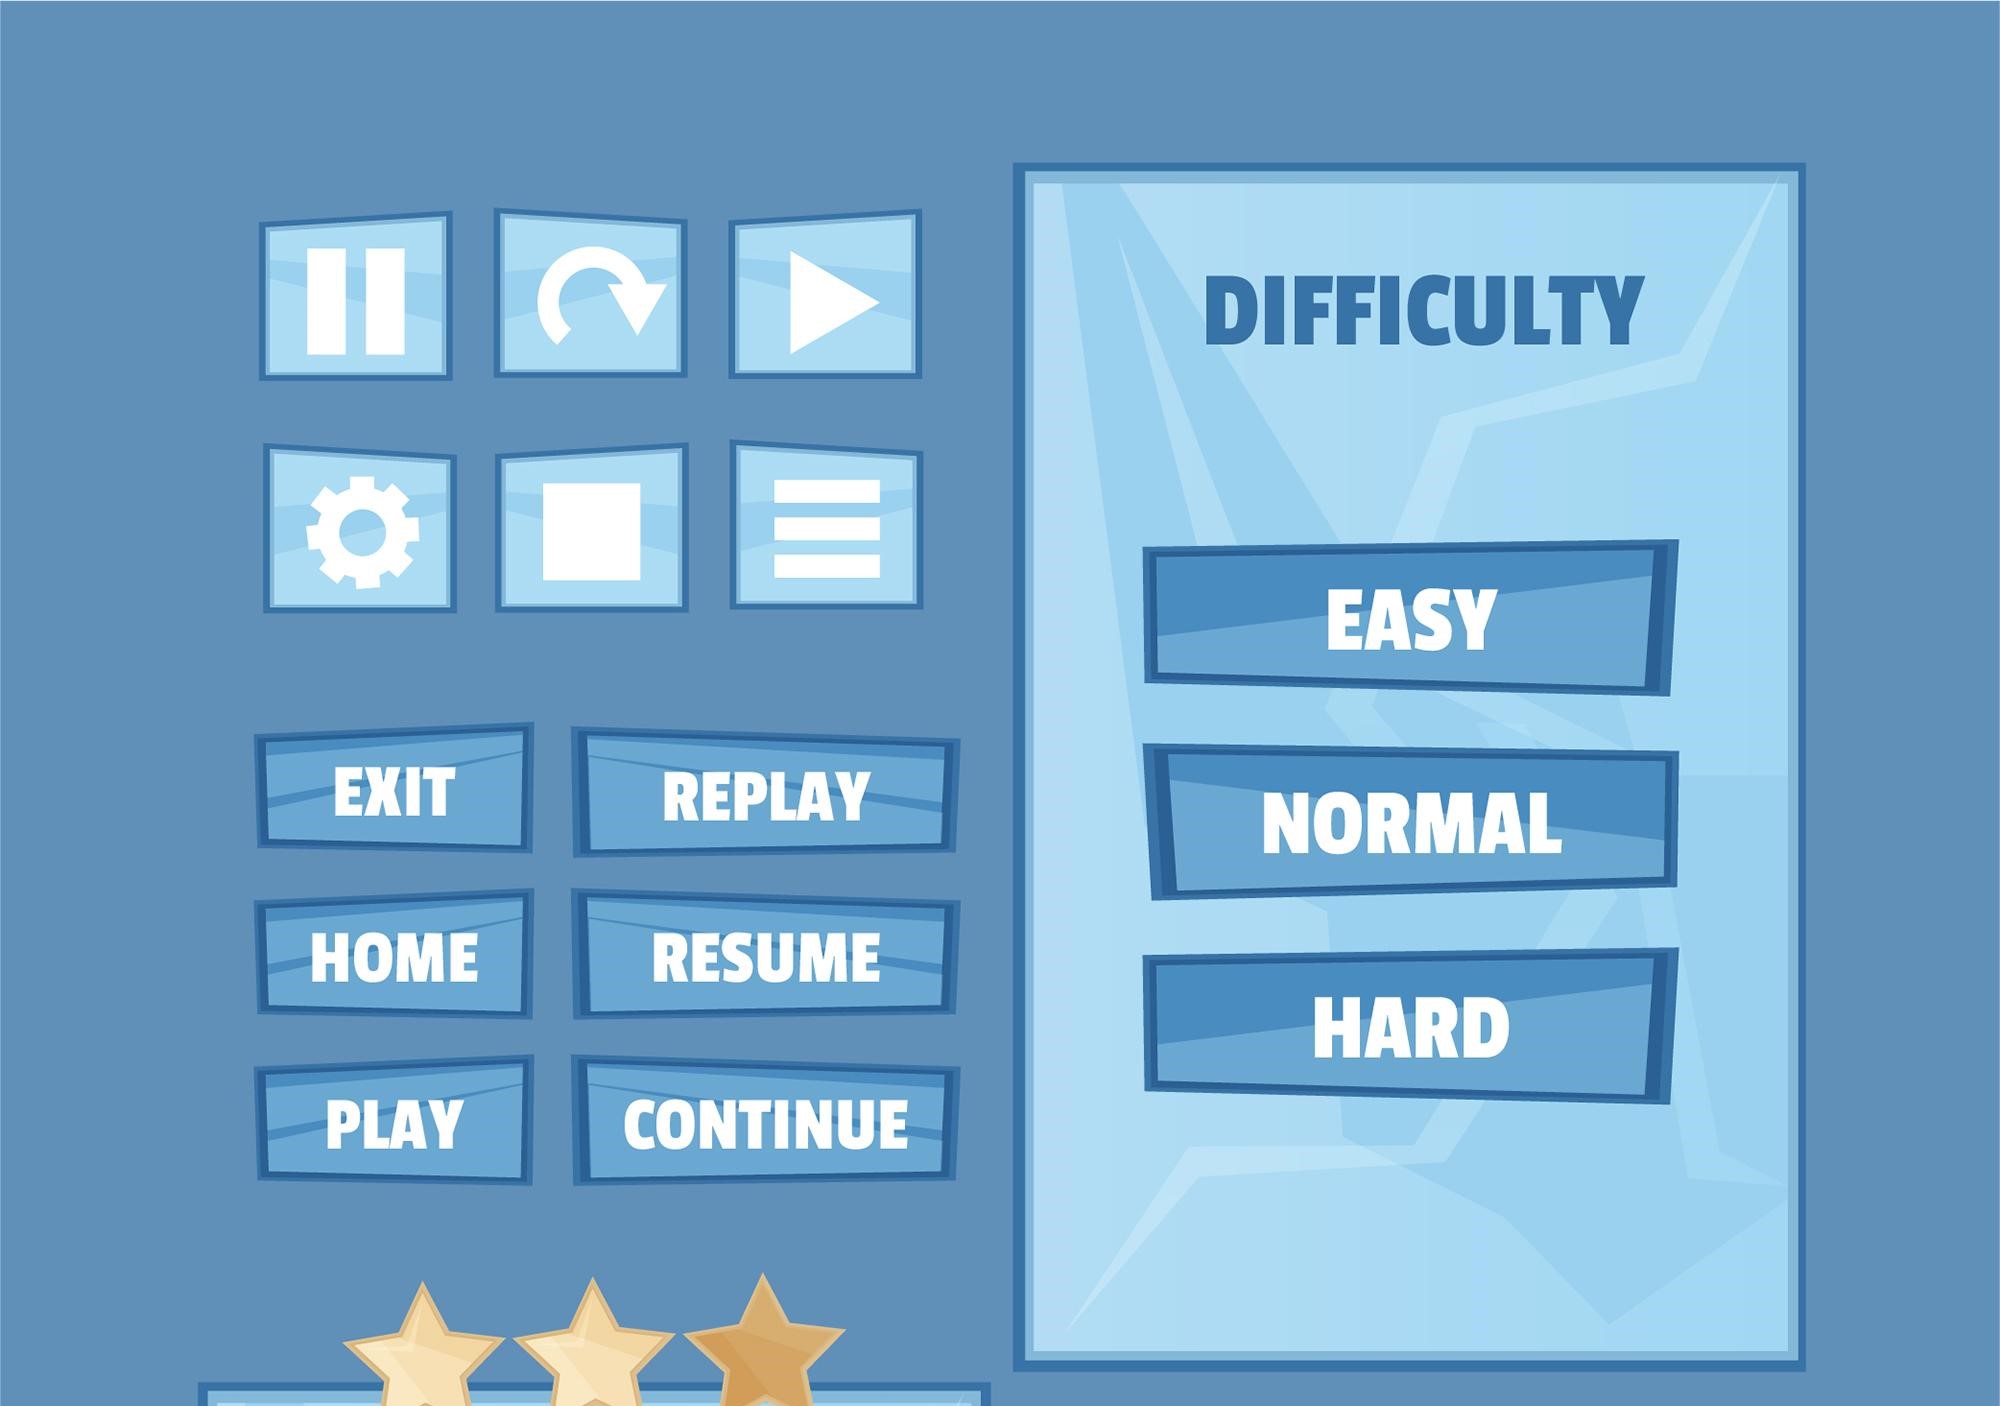 DIFFICULTY
EASY
NORMAL
HARD
EXIT
REPLAY
HOME
RESUME
PLAY
CONTINUE